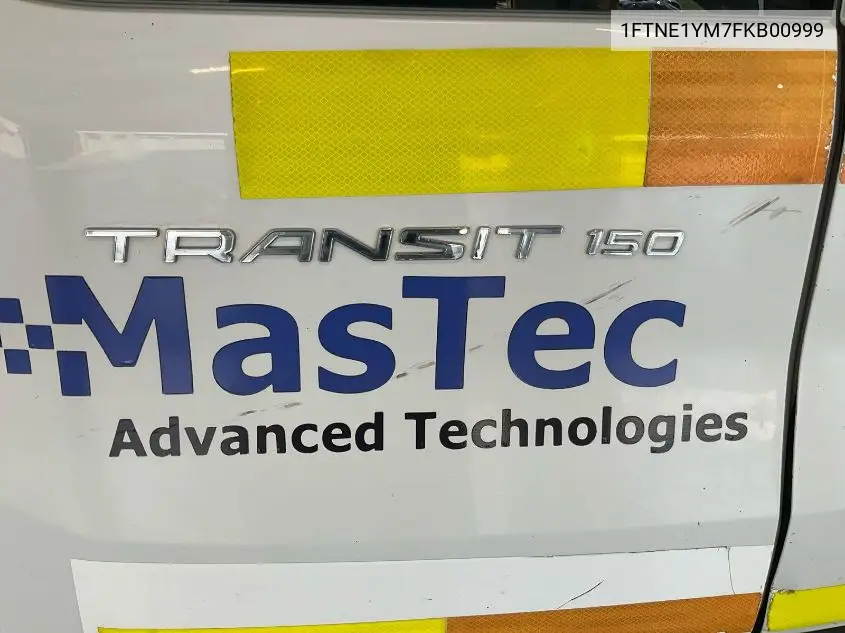 1FTNE1YM7FKB00999
TRANSIT 150
MasTec
Advanced Technologies